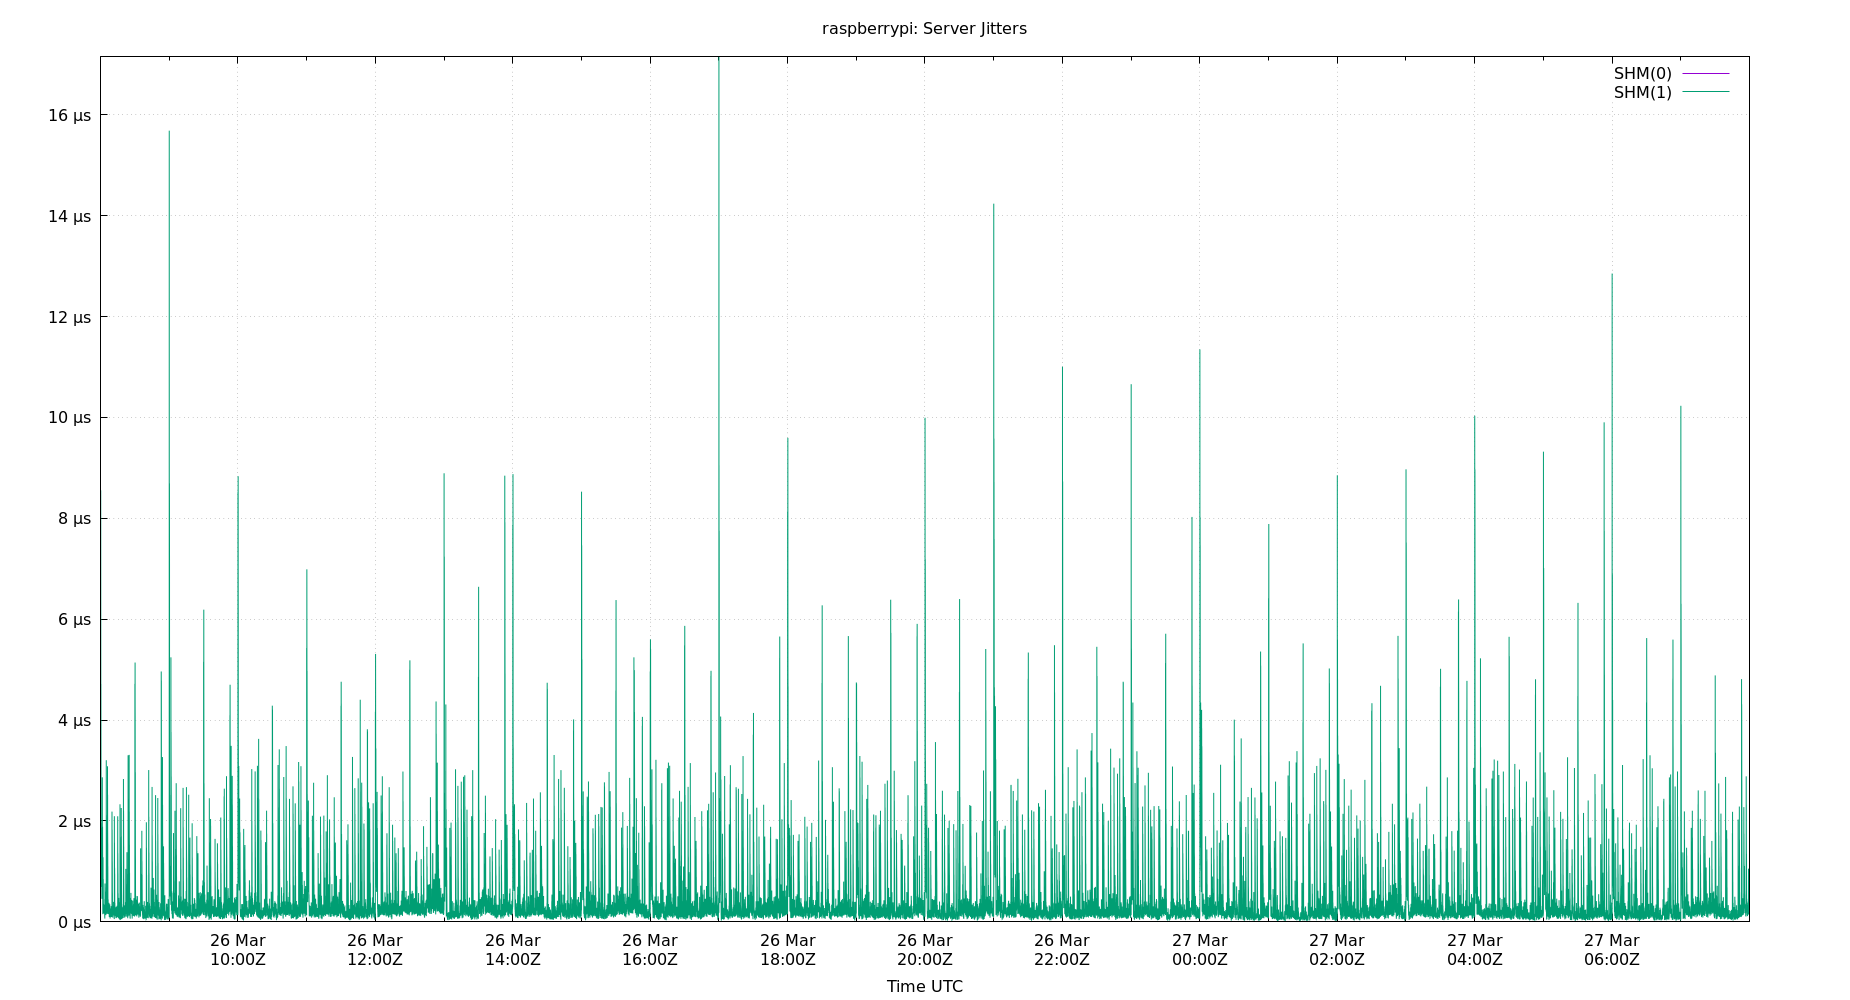 raspberrypi: Server Jitters
SHM(0)
SHM(1)
16 µs
14 µs
12 µs
10 µs
8 µs
6 µs
4 µs
2 µs
0 µs
26 Mar 26 Mar 26 Mar 26 Mar 26 Mar 26 Mar 26 Mar 27 Mar 27 Mar 27 Mar 27 Mar
10:00Z 12:00Z 14:00Z 16:00Z 18:00Z 20:00Z 22:00Z 00:00Z 02:00Z 04:00Z 06:00Z
Time UTC